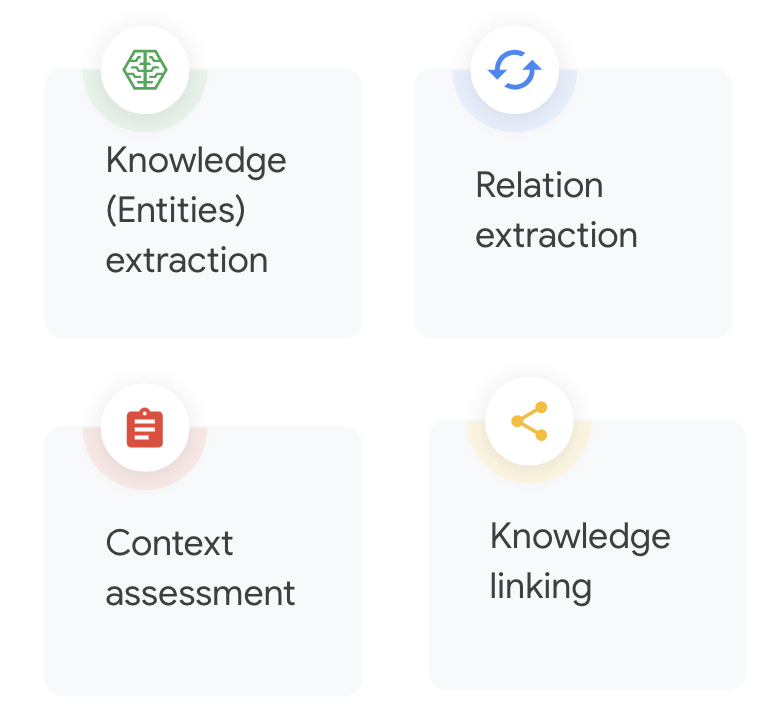 Knowledge
(Entities)
extraction
Relation
extraction
Context
assessment
Knowledge
linking